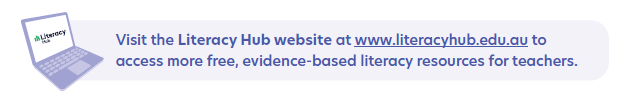 Literacy
Hub
Visit the Literacy Hub website at www.literacyhub.edu.au to
access more free, evidence-based literacy resources for teachers.